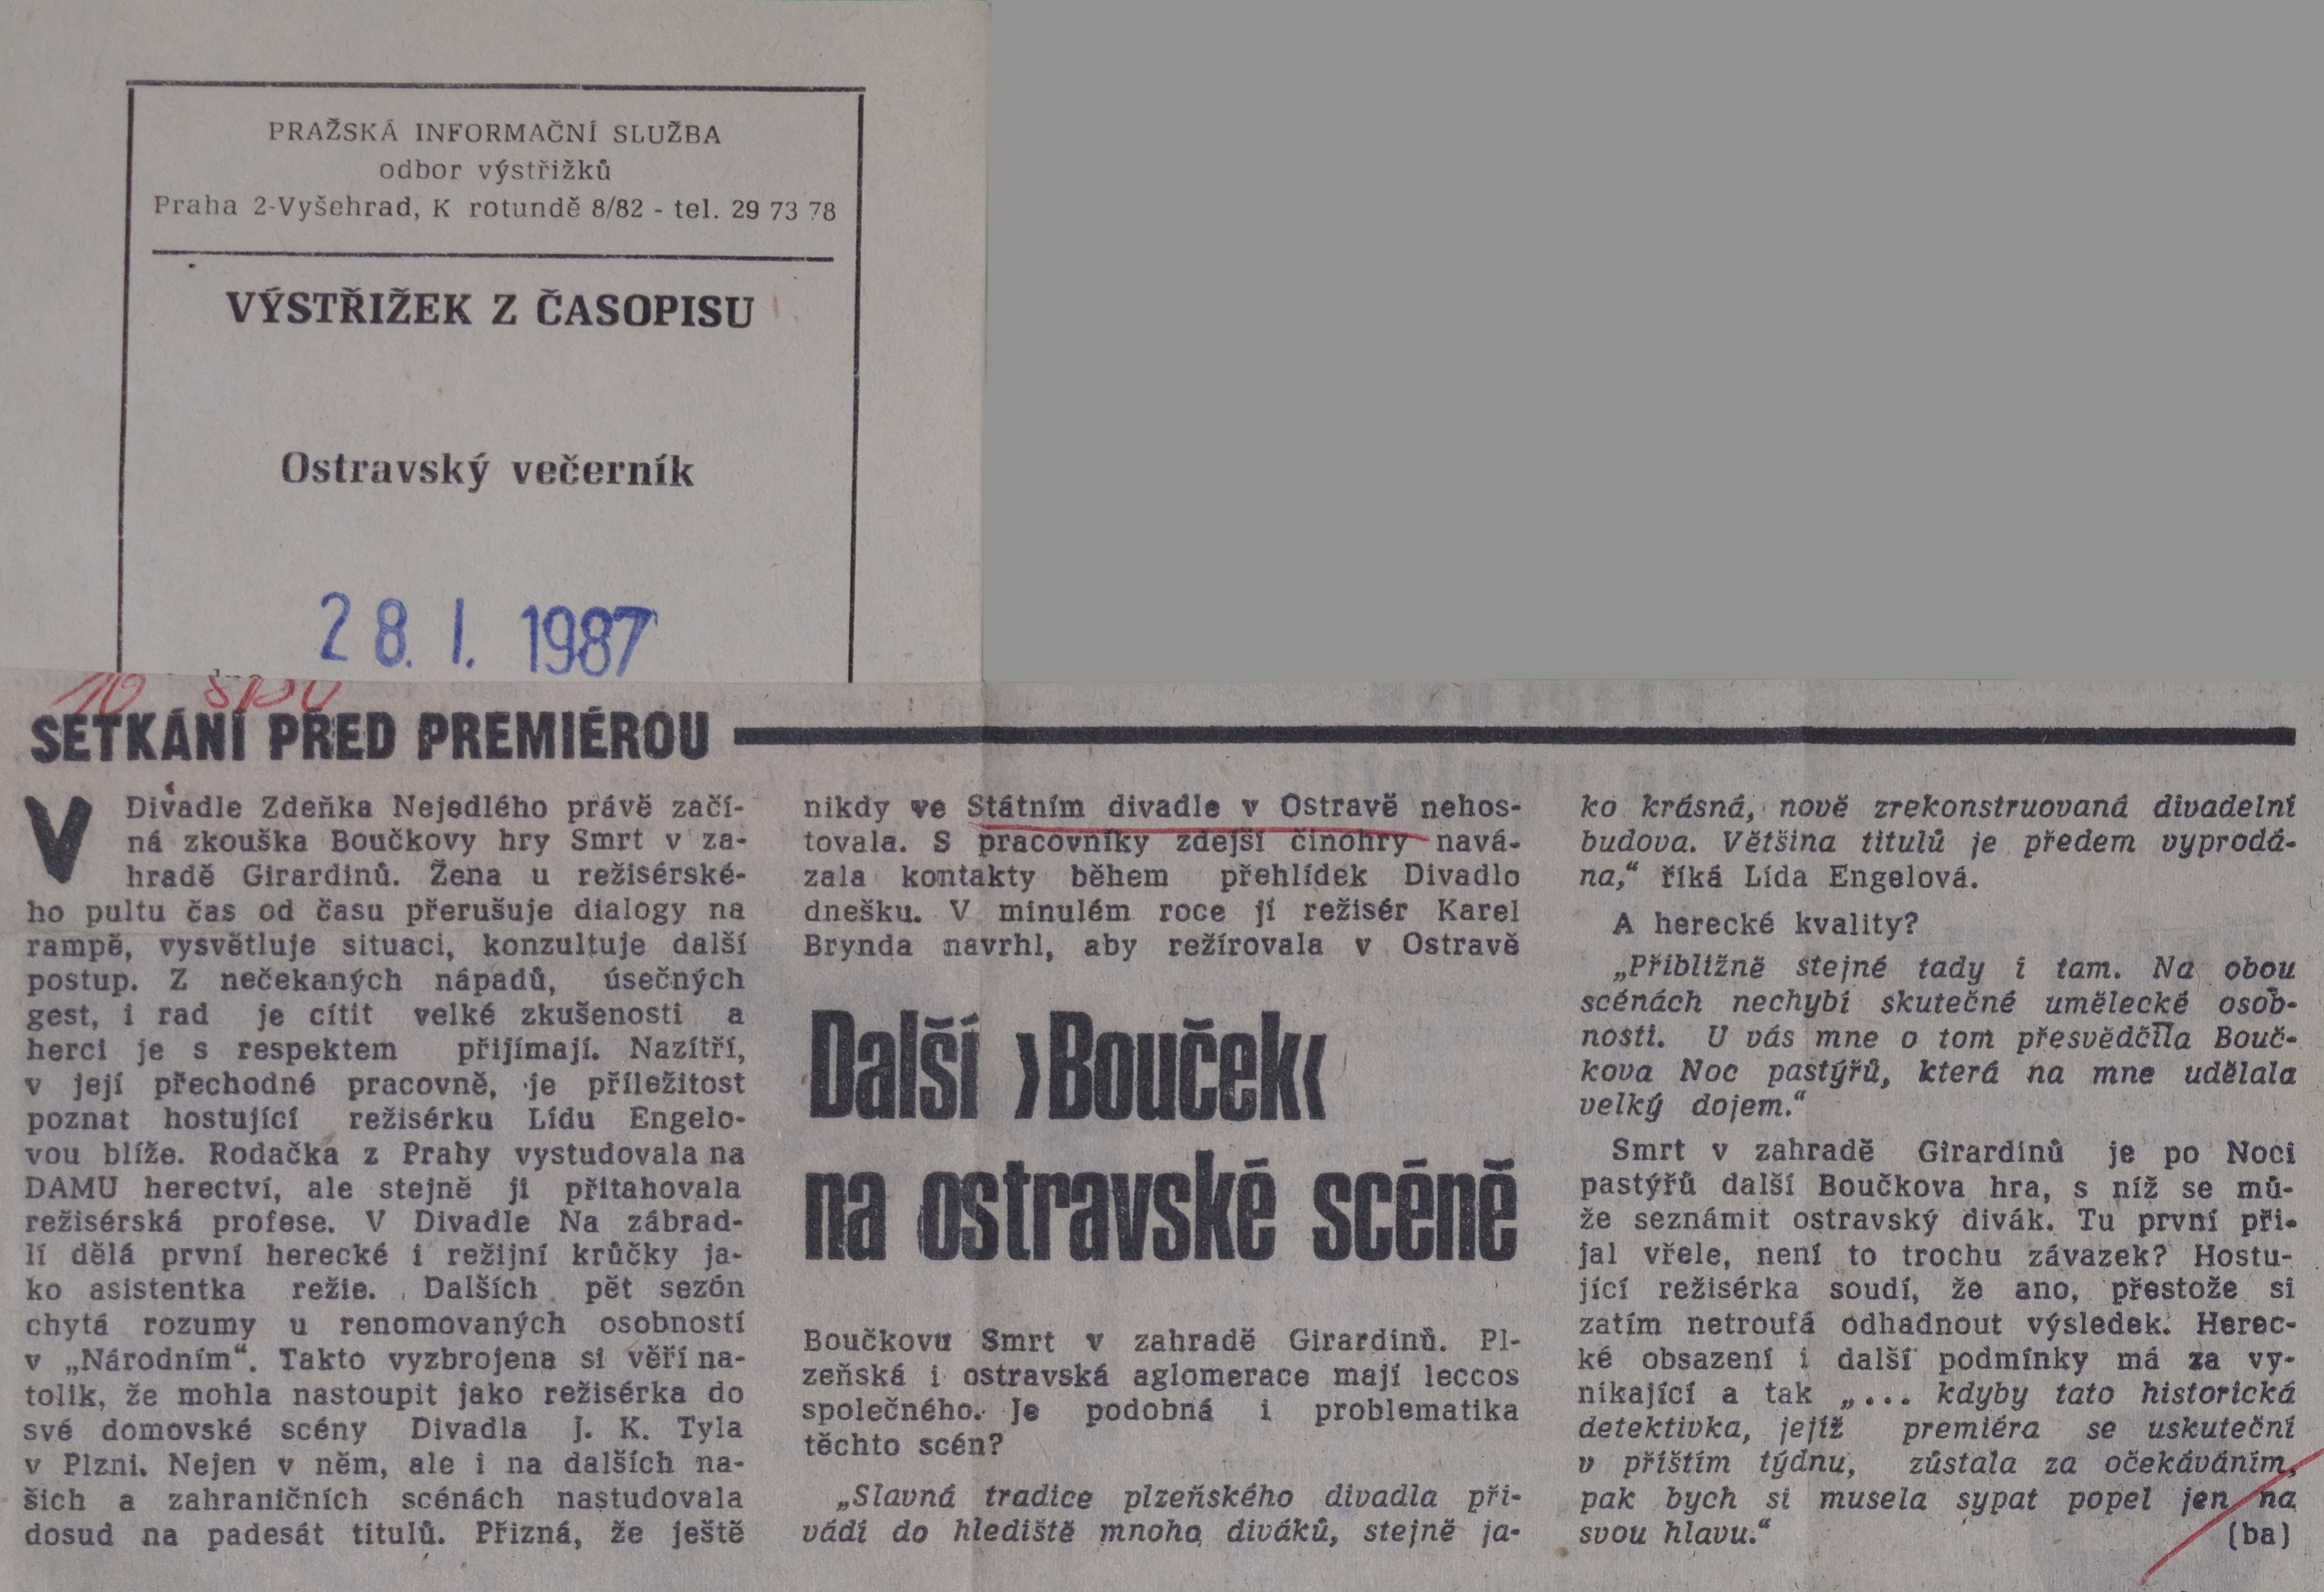 PRAŽSKÁ INFORMAČNÍ SLUŽBA
odbor výstřižků
Praha 2-Vyšehrad, K rotundě 8/82 - tel. 29 73 78
VÝSTŘIŽEK Z ČASOPISU
Ostravský večerník
28. I. 1987
SETKÁNÍ PŘED PREMIÉROU
V Divadle Zdeňka Nejedlého právě začí-
ná zkouška Boučkovy hry Smrt v za-
hradě Girardinů. Žena u režisérské-
ho pultu čas od času přerušuje dialogy na
rampě, vysvětluje situaci, konzultuje další
postup. Z nečekaných nápadů, úsečných
gest, i rad je cítit velké zkušenosti a
herci je s respektem přijímají. Nazítří,
v její přechodné pracovně, je příležitost
poznat hostující režisérku Lídu Engelo-
vou blíže. Rodačka z Prahy vystudovala na
DAMU herectví, ale stejně ji přitahovala
režisérská profese. V Divadle Na zábrad-
lí dělá první herecké i režijní krůčky ja-
ko asistentka režie. Dalších pět sezón
chytá rozumy u renomovaných osobností
v „Národním“. Takto vyzbrojena si věří na-
tolik, že mohla nastoupit jako režisérka do
své domovské scény Divadla J. K. Tyla
v Plzni. Nejen v něm, ale i na dalších na-
šich a zahraničních scénách nastudovala
dosud na padesát titulů. Přizná, že ještě
nikdy ve Státním divadle v Ostravě nehos-
tovala. S pracovníky zdejší činohry navá-
zala kontakty během přehlídek Divadlo
dnešku. V minulém roce jí režisér Karel
Brynda navrhl, aby režírovala v Ostravě
Další ›Bouček‹
na ostravské scéně
Boučkovu Smrt v zahradě Girardinů. Pl-
zeňská i ostravská aglomerace mají leccos
společného. Je podobná i problematika
těchto scén?
„Slavná tradice plzeňského divadla při-
vádí do hlediště mnoho diváků, stejně ja-
ko krásná, nově zrekonstruovaná divadelní
budova. Většina titulů je předem vyprodá-
na,“ říká Lída Engelová.
A herecké kvality?
„Přibližně stejné tady i tam. Na obou
scénách nechybí skutečné umělecké osob-
nosti. U vás mne o tom přesvědčila Bouč-
kova Noc pastýřů, která na mne udělala
velký dojem.“
Smrt v zahradě Girardinů je po Noci
pastýřů další Boučkova hra, s níž se mů-
že seznámit ostravský divák. Tu první při-
jal vřele, není to trochu závazek? Hostu-
jící režisérka soudí, že ano, přestože si
zatím netroufá odhadnout výsledek. Herec-
ké obsazení i další podmínky má za vy-
nikající a tak „... kdyby tato historická
detektivka, jejíž premiéra se uskuteční
v příštím týdnu, zůstala za očekáváním,
pak bych si musela sypat popel jen na
svou hlavu.“
(ba)